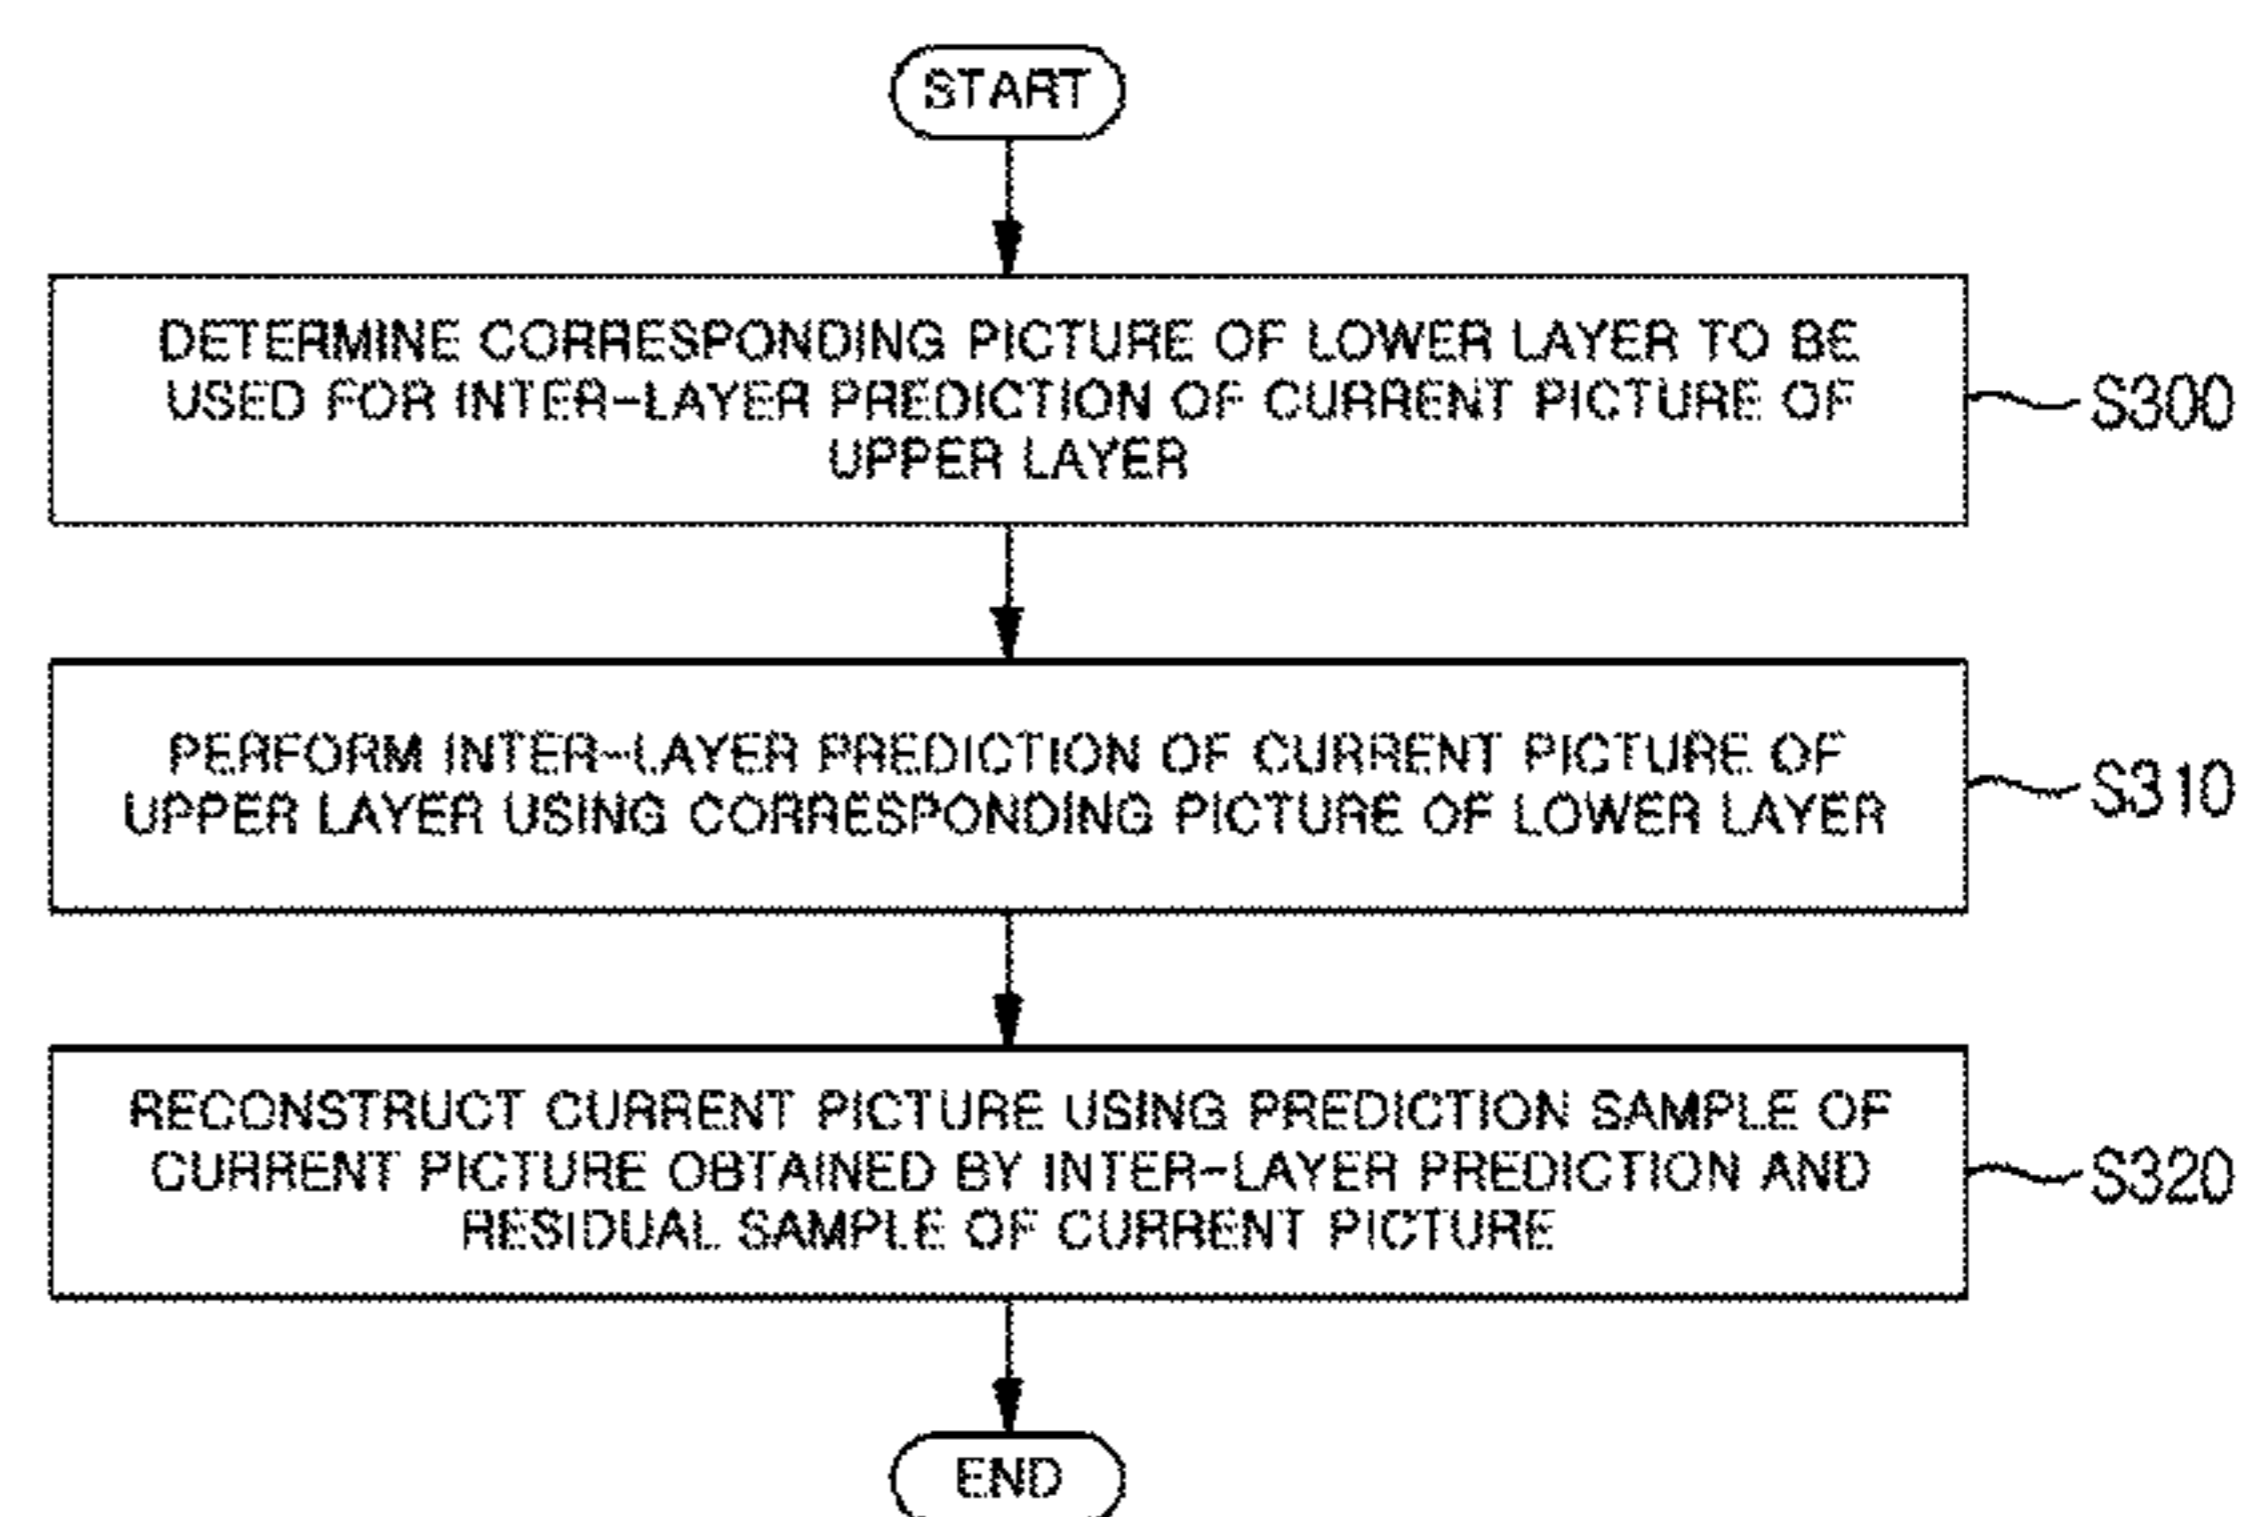 START
DETERMINE CORRESPONDING PICTURE OF LOWER LAYER TO BE
USED FOR INTER-LAYER PREDICTION OF CURRENT PICTURE OF
UPPER LAYER
S300
PERFORM INTER-LAYER PREDICTION OF CURRENT PICTURE OF
UPPER LAYER USING CORRESPONDING PICTURE OF LOWER LAYER
S310
RECONSTRUCT CURRENT PICTURE USING PREDICTION SAMPLE OF
CURRENT PICTURE OBTAINED BY INTER-LAYER PREDICTION AND
RESIDUAL SAMPLE OF CURRENT PICTURE
S320
END